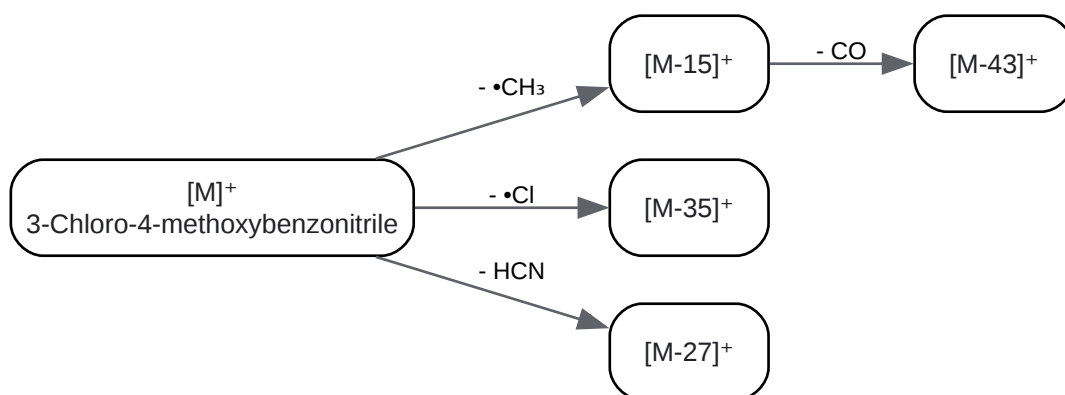 [M-15]⁺
- CO
[M-43]⁺
- •CH₃
[M]⁺
3-Chloro-4-methoxybenzonitrile
- •Cl
[M-35]⁺
- HCN
[M-27]⁺